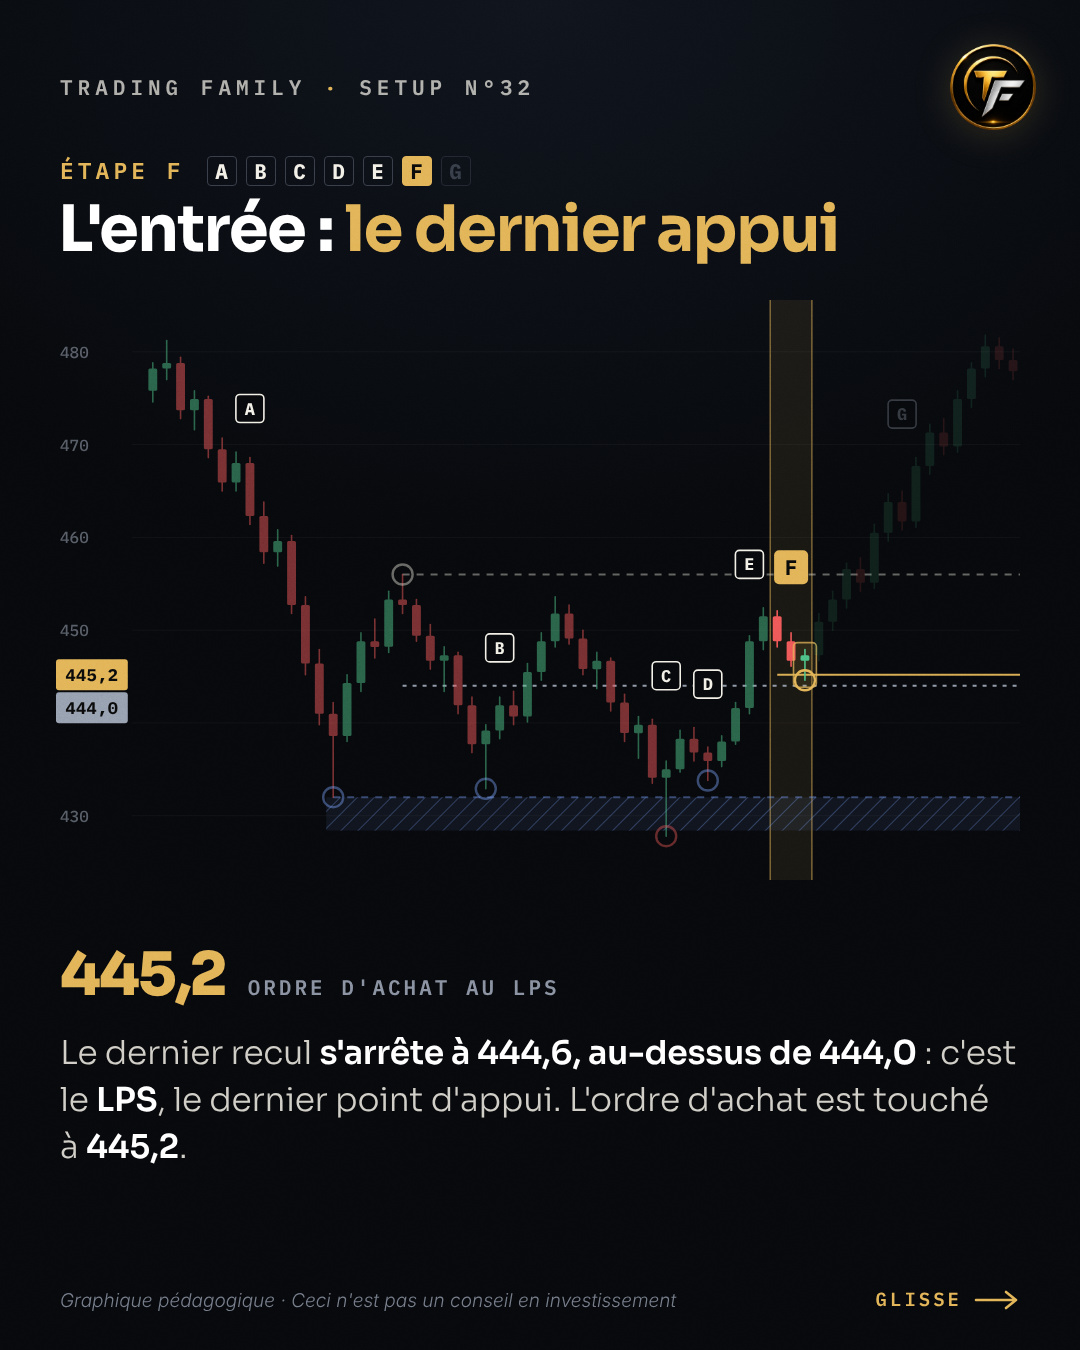 TRADING FAMILY · SETUP N°32
TF
ÉTAPE F A B C D E F G
L'entrée : le dernier appui
480
470
460
450
445,2
444,0
430
A
B
C
D
E
F
G
445,2 ORDRE D'ACHAT AU LPS
Le dernier recul s'arrête à 444,6, au-dessus de 444,0 : c'est
le LPS, le dernier point d'appui. L'ordre d'achat est touché
à 445,2.
Graphique pédagogique · Ceci n'est pas un conseil en investissement
GLISSE →